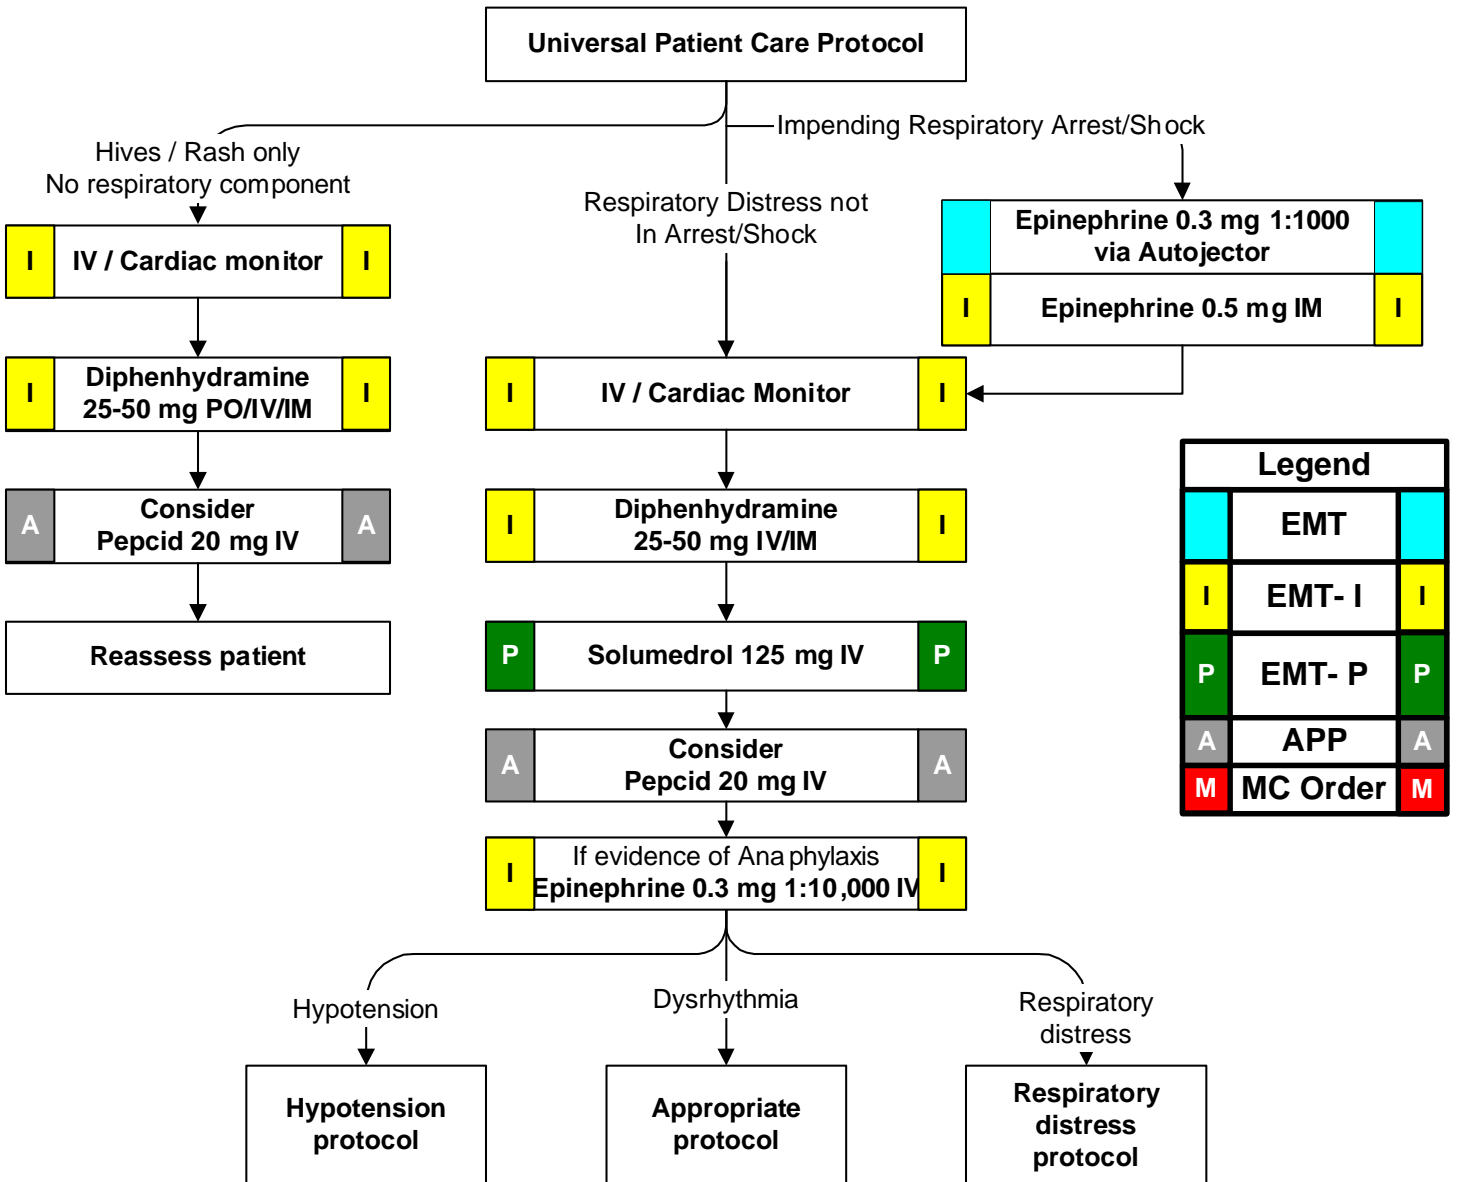 Universal Patient Care Protocol
Impending Respiratory Arrest/Shock
Hives / Rash only
No respiratory component
Respiratory Distress not
In Arrest/Shock
Epinephrine 0.3 mg 1:1000
via Autojector
I Epinephrine 0.5 mg IM I
I IV / Cardiac monitor I
I Diphenhydramine I
25-50 mg PO/IV/IM
A Consider A
Pepcid 20 mg IV
Reassess patient
I IV / Cardiac Monitor I
I Diphenhydramine I
25-50 mg IV/IM
P Solumedrol 125 mg IV P
A Consider A
Pepcid 20 mg IV
I If evidence of Anaphylaxis I
Epinephrine 0.3 mg 1:10,000 IV
Legend
EMT
I EMT- I I
P EMT- P P
A APP A
M MC Order M
Hypotension
Dysrhythmia
Respiratory
distress
Hypotension
protocol
Appropriate
protocol
Respiratory
distress
protocol